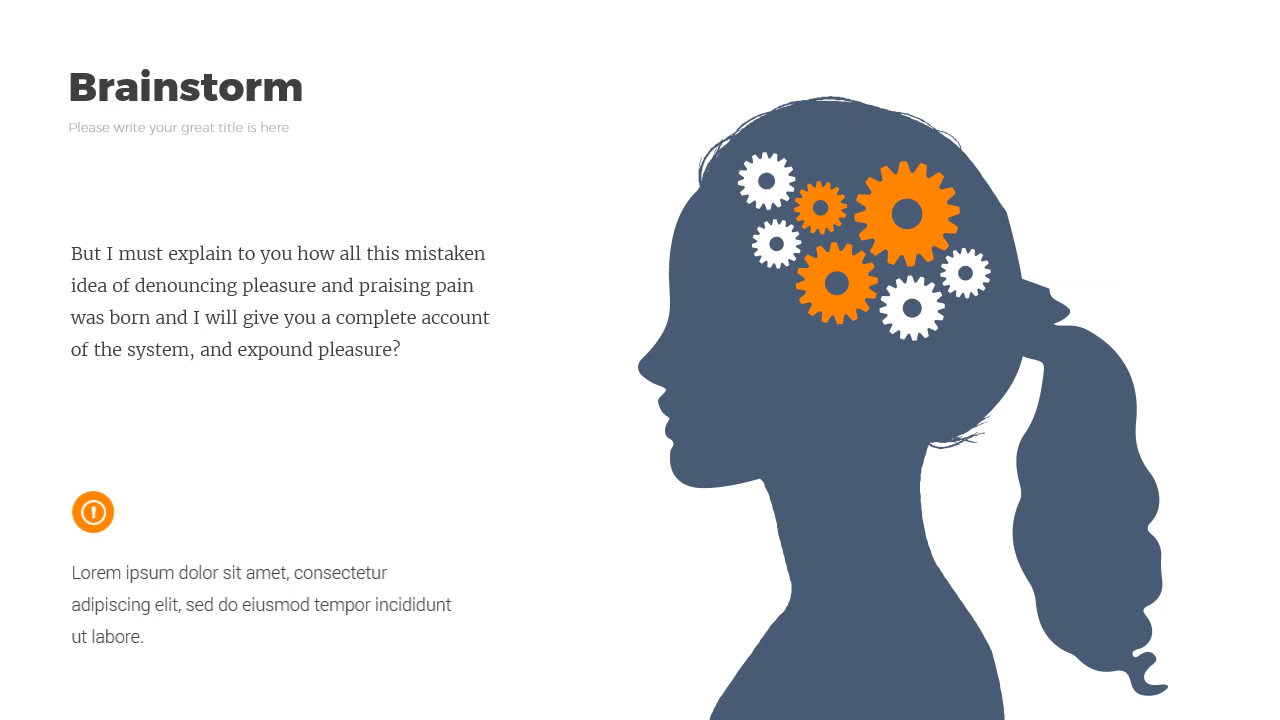 Brainstorm
Please write your great title is here
But I must explain to you how all this mistaken
idea of denouncing pleasure and praising pain
was born and I will give you a complete account
of the system, and expound pleasure?
Lorem ipsum dolor sit amet, consectetur
adipiscing elit, sed do eiusmod tempor incididunt
ut labore.